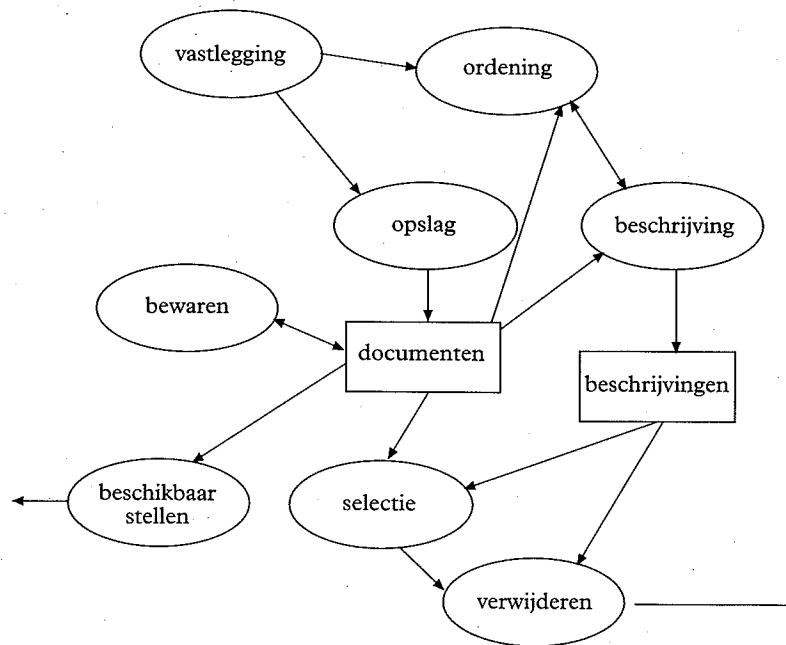 vastlegging
ordening
opslag
beschrijving
bewaren
documenten
beschrijvingen
beschikbaar
stellen
selectie
verwijderen